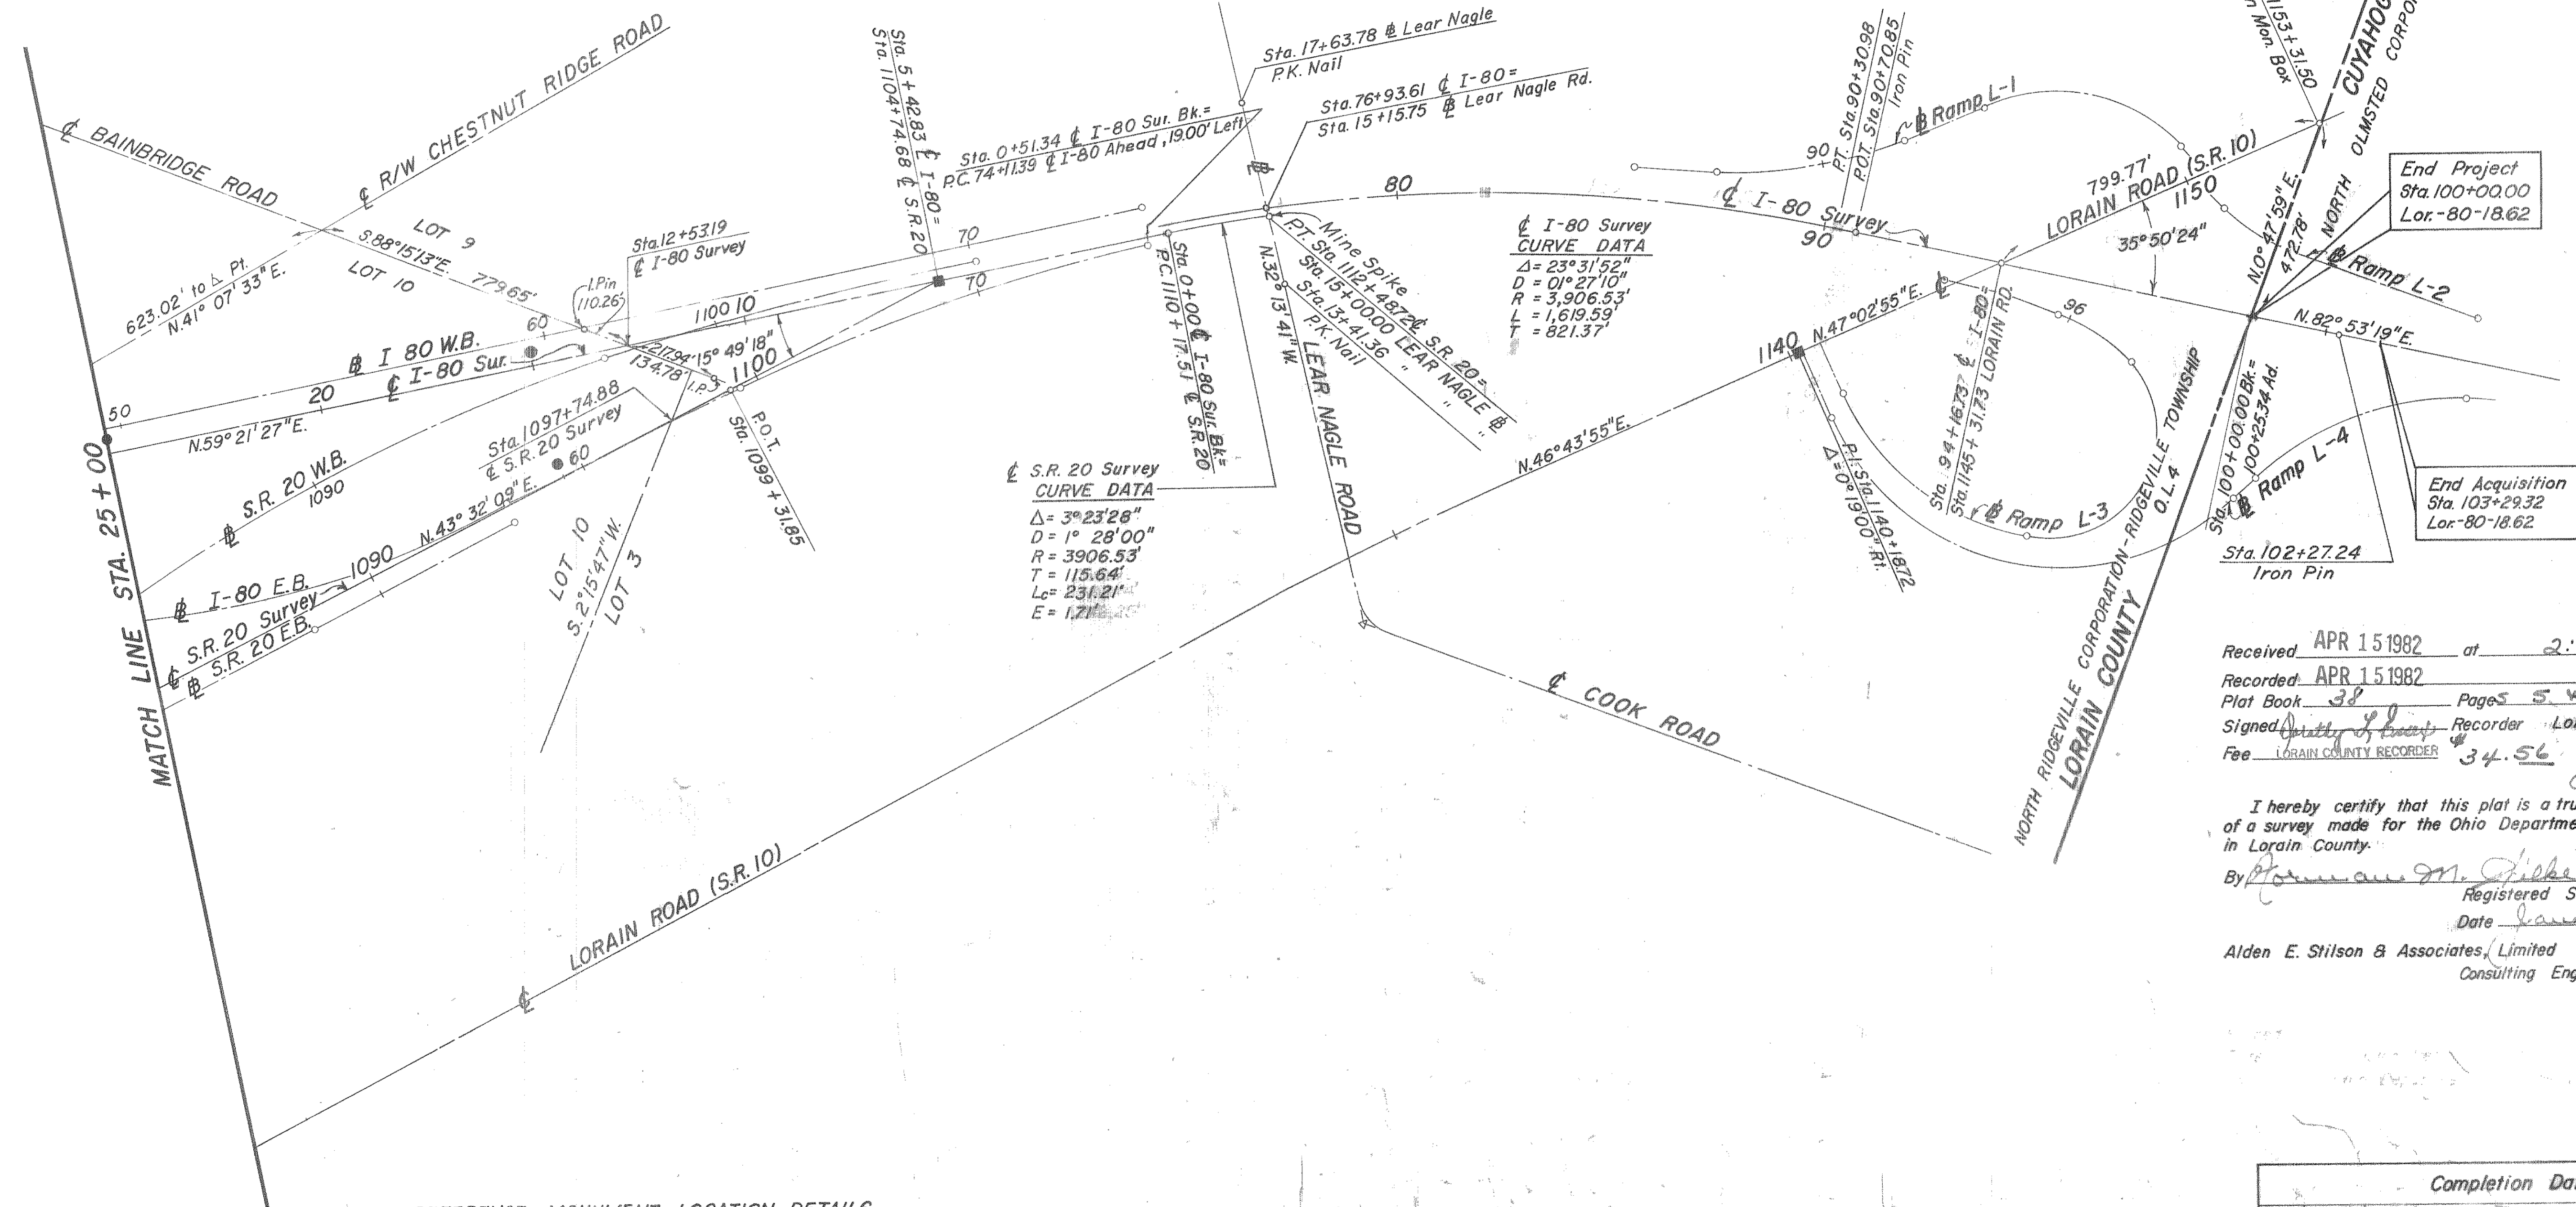 ℄ BAINBRIDGE ROAD
℄ R/W CHESTNUT RIDGE ROAD
LOT 9
S.88°15'13"E. 779.65'
LOT 10
623.02' to ⦣ Pt.
N.41° 07' 33" E.
I.Pin
110.26'
Sta.12+53.19
℄ I-80 Survey
60
1100 10
217.94'
15° 49' 18"
134.78'
I.P.
1100
B̵L I 80 W.B.
℄ I-80 Sur.
50
20
N.59° 21' 27" E.
MATCH LINE STA. 25+00
S.R. 20 W.B.
1090
B̵L
Sta.1097+74.88
℄ S.R. 20 Survey
60
N.43° 32' 09" E.
1090
B̵L I-80 E.B.
℄ S.R. 20 Survey
B̵L S.R. 20 E.B.
LOT 10
S.2°15'47"W.
LOT 3
P.O.T.
Sta. 1099+31.85
Sta. 5+42.83 ℄ I-80=
Sta. 1104+74.68 ℄ S.R.20
70
70
Sta. 0+51.34 ℄ I-80 Sur. Bk.=
P.C. 74+11.39 ℄ I-80 Ahead, 19.00' Left
Sta. 17+63.78 B̵L Lear Nagle
P.K. Nail
Sta. 76+93.61 ℄ I-80=
Sta. 15+15.75 B̵L Lear Nagle Rd.
B̵L
80
Sta. 0+00 ℄ I-80 Sur. Bk=
P.C. 1110+17.51 ℄ S.R. 20
Mine Spike
P.T. Sta. 1112+48.72 ℄ S.R. 20=
Sta. 15+00.00 LEAR NAGLE B̵L
Sta. 13+41.36 " " "
P.K. Nail
N.32° 13' 41" W.
LEAR NAGLE ROAD
℄ S.R. 20 Survey
CURVE DATA
Δ= 3°23'28"
D = 1° 28'00"
R = 3906.53'
T = 115.64'
Lc= 231.21'
E = 1.71'
℄ I-80 Survey
CURVE DATA
Δ= 23°31'52"
D = 01°27'10"
R = 3,906.53'
L = 1,619.59'
T = 821.37'
℄ I-80 Survey
90
90
P.T. Sta. 90+30.98
P.O.T. Sta. 90+70.85
Iron Pin
B̵L Ramp L-1
1153+31.50
Mon. Box
799.77'
LORAIN ROAD (S.R. 10)
1150
35°50'24"
N.0°47'59"E.
472.78'
NORTH OLMSTED
End Project
Sta. 100+00.00
Lor.-80-18.62
B̵L Ramp L-2
N. 82° 53'19"E.
℄
96
N.47°02'55"E.
1140
N.46°43'55"E.
P.I. Sta. 1140+18.72
Δ=0°19'00" Rt.
Sta. 94+16.737 ℄ I-80=
Sta. 1145+31.73 LORAIN RD.
B̵L Ramp L-3
Sta. 100+00.00 Bk=
100+25.34 Ad.
B̵L Ramp L-4
End Acquisition
Sta. 103+29.32
Lor.-80-18.62
Sta. 102+27.24
Iron Pin
NORTH RIDGEVILLE CORPORATION-RIDGEVILLE TOWNSHIP
O.L. 4
LORAIN COUNTY
℄ COOK ROAD
LORAIN ROAD (S.R. 10)
℄
Received APR 15 1982 at 2:
Recorded APR 15 1982
Plat Book 38 Pages 5
Signed Recorder
Fee LORAIN COUNTY RECORDER $34.56
I hereby certify that this plat is a
of a survey made for the Ohio
in Lorain County.
By Norman M.
Registered
Date
Alden E. Stilson & Associates, Limited
Consulting
MONUMENT LOCATION DETAILS
Completion